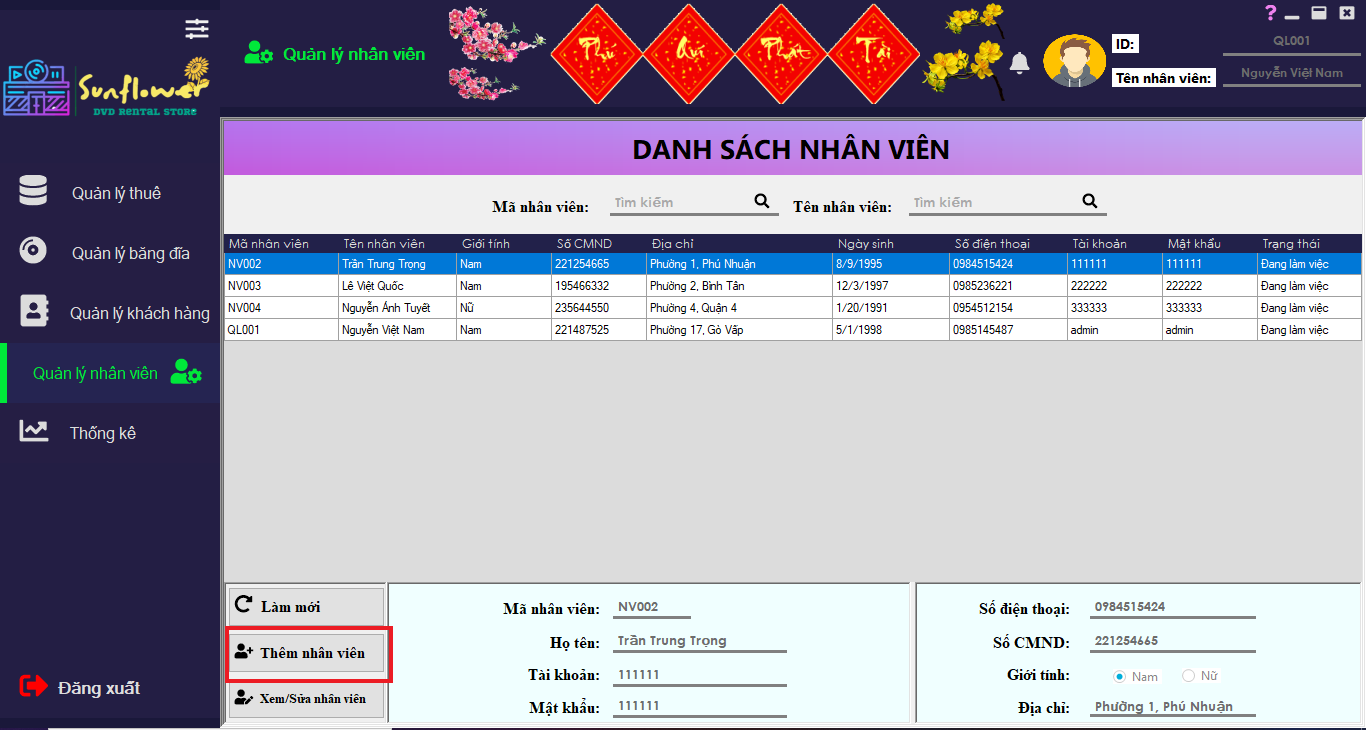 Quản lý nhân viên
Phú Quí Phát Tài
?
ID: QL001
Tên nhân viên: Nguyễn Việt Nam
Sunflower
DVD RENTAL STORE
Quản lý thuê
Quản lý băng đĩa
Quản lý khách hàng
Quản lý nhân viên
Thống kê
Đăng xuất
DANH SÁCH NHÂN VIÊN
Mã nhân viên: Tìm kiếm Tên nhân viên: Tìm kiếm
Mã nhân viên Tên nhân viên Giới tính Số CMND Địa chỉ Ngày sinh Số điện thoại Tài khoản Mật khẩu Trạng thái
NV002 Trần Trung Trọng Nam 221254665 Phường 1, Phú Nhuận 8/9/1995 0984515424 111111 111111 Đang làm việc
NV003 Lê Việt Quốc Nam 195466332 Phường 2, Bình Tân 12/3/1997 0985236221 222222 222222 Đang làm việc
NV004 Nguyễn Ánh Tuyết Nữ 235644550 Phường 4, Quận 4 1/20/1991 0954512154 333333 333333 Đang làm việc
QL001 Nguyễn Việt Nam Nam 221487525 Phường 17, Gò Vấp 5/1/1998 0985145487 admin admin Đang làm việc
Làm mới
Thêm nhân viên
Xem/Sửa nhân viên
Mã nhân viên: NV002
Họ tên: Trần Trung Trọng
Tài khoản: 111111
Mật khẩu: 111111
Số điện thoại: 0984515424
Số CMND: 221254665
Giới tính: Nam Nữ
Địa chỉ: Phường 1, Phú Nhuận